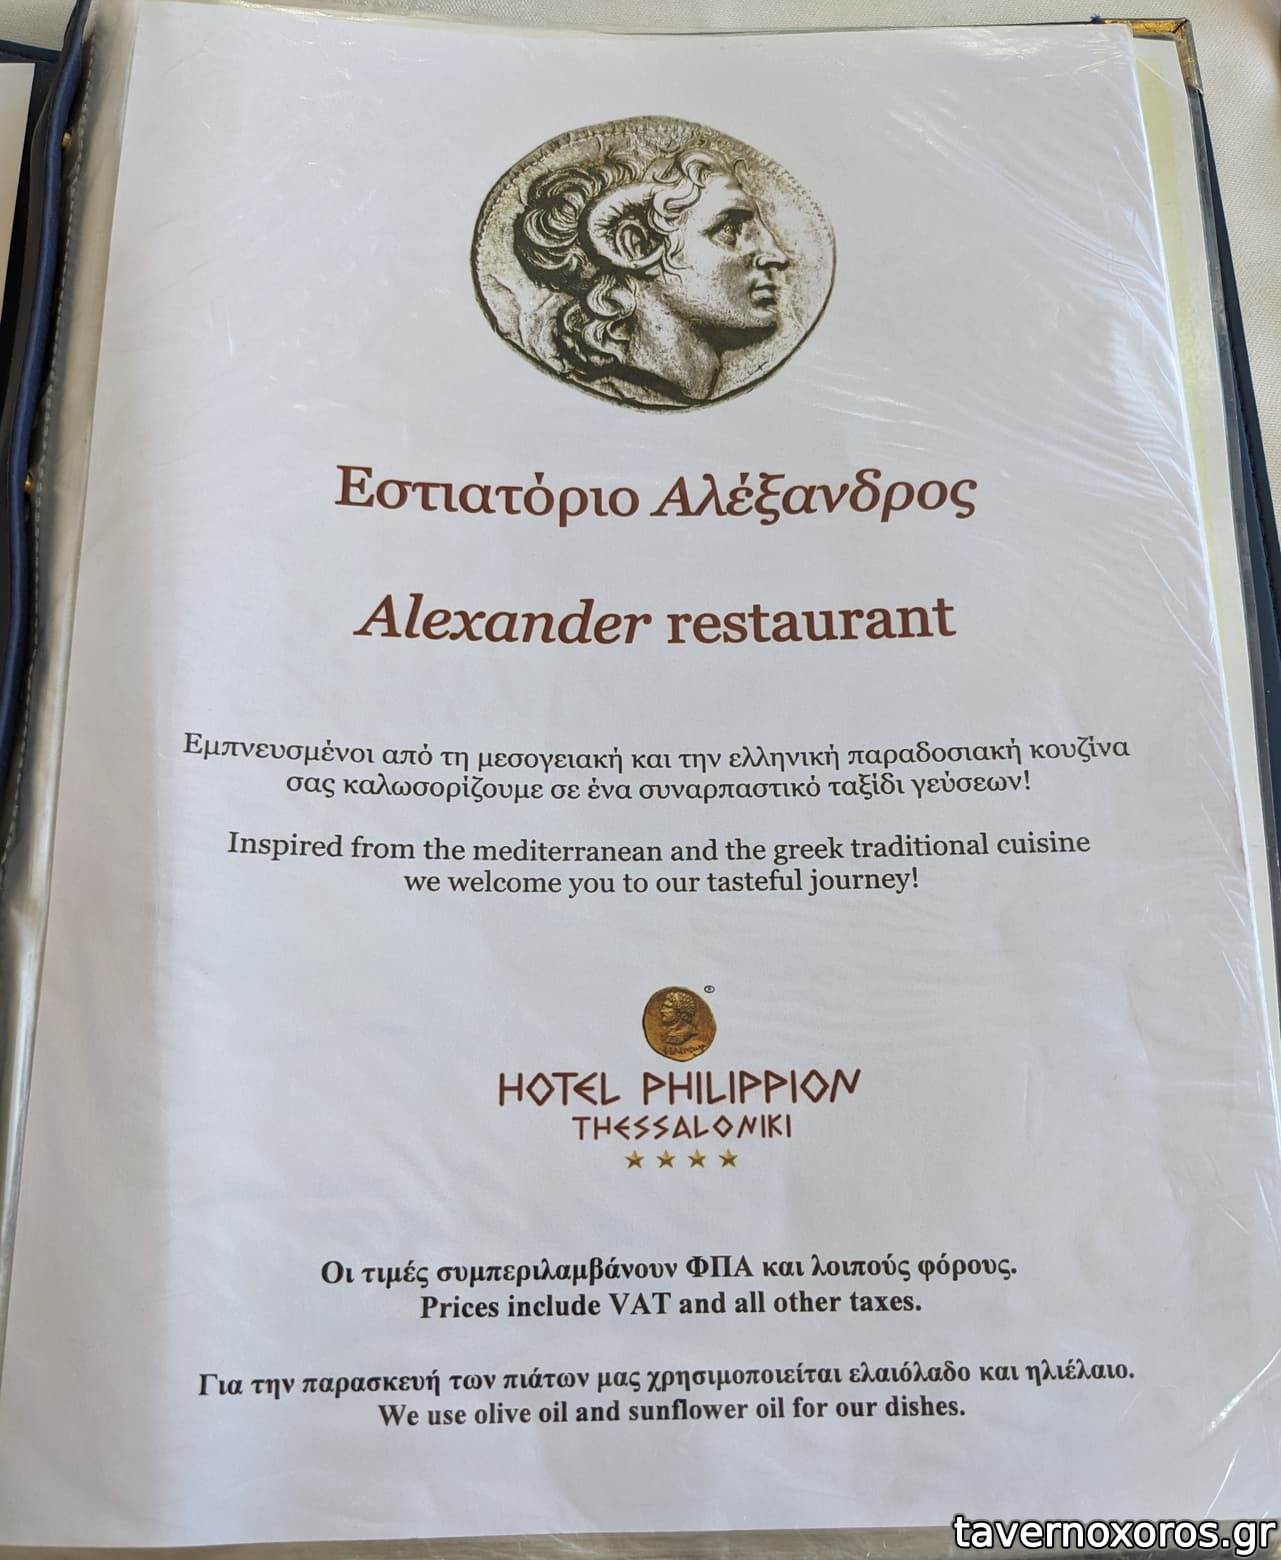 Εστιατόριο Αλέξανδρος
Alexander restaurant
Εμπνευσμένοι από τη μεσογειακή και την ελληνική παραδοσιακή κουζίνα
σας καλωσορίζουμε σε ένα συναρπαστικό ταξίδι γεύσεων!
Inspired from the mediterranean and the greek traditional cuisine
we welcome you to our tasteful journey!
®
HOTEL PHILIPPION
THESSALONIKI
Οι τιμές συμπεριλαμβάνουν ΦΠΑ και λοιπούς φόρους.
Prices include VAT and all other taxes.
Για την παρασκευή των πιάτων μας χρησιμοποιείται ελαιόλαδο και ηλιέλαιο.
We use olive oil and sunflower oil for our dishes.
tavernoxoros.gr